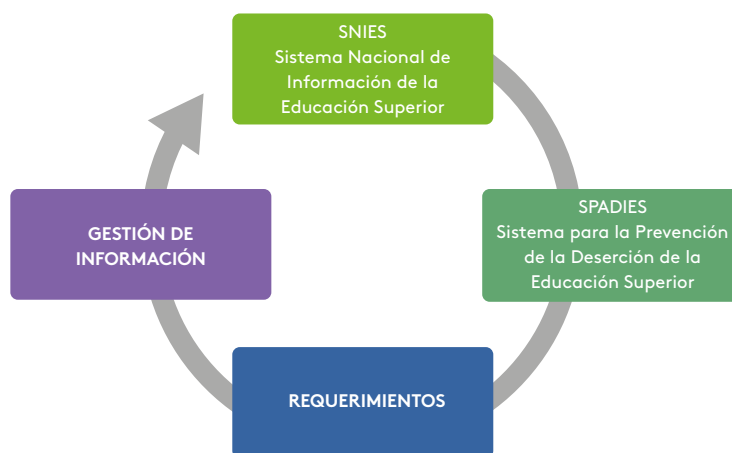 SNIES
Sistema Nacional de
Información de la
Educación Superior
SPADIES
Sistema para la Prevención
de la Deserción de la
Educación Superior
REQUERIMIENTOS
GESTIÓN DE
INFORMACIÓN